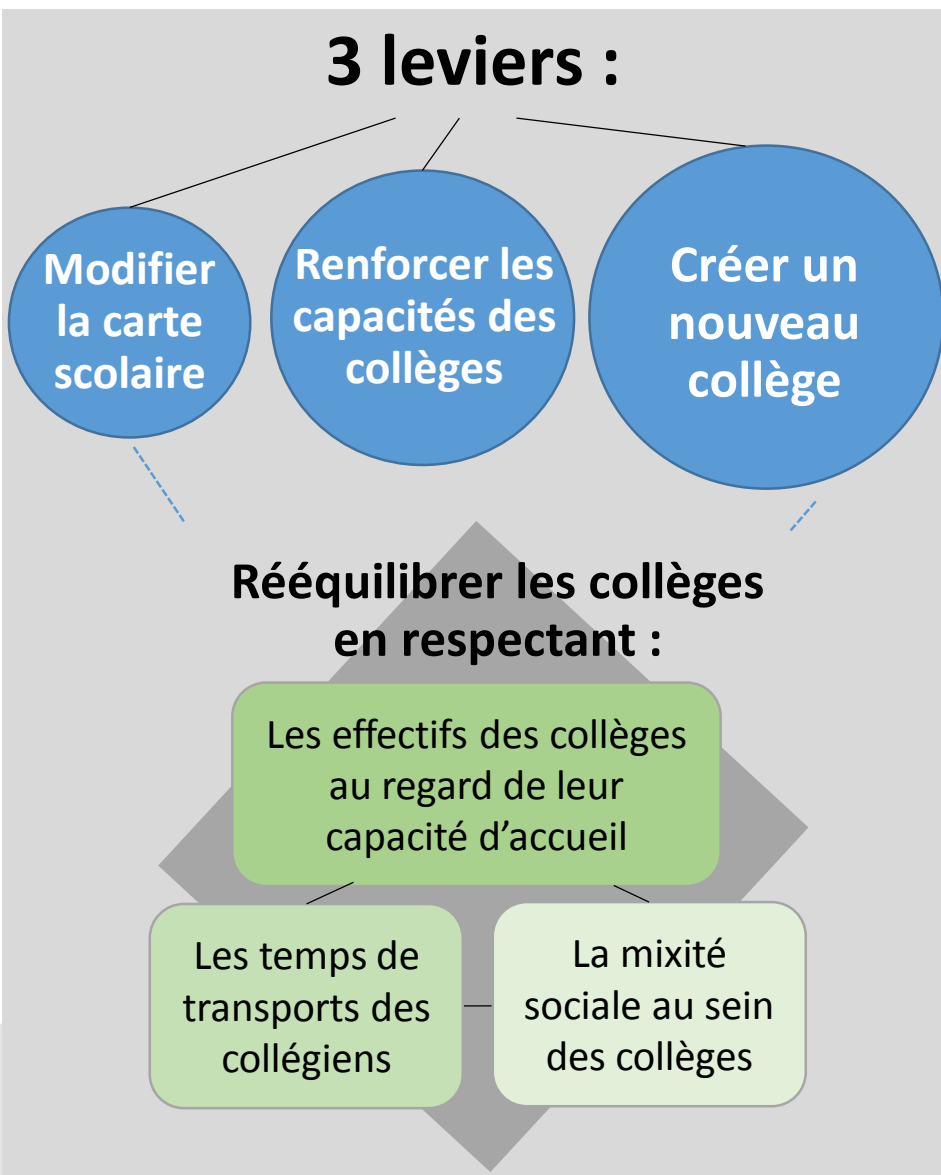 3 leviers :
Modifier
la carte
scolaire
Renforcer les
capacités des
collèges
Créer un
nouveau
collège
Rééquilibrer les collèges
en respectant :
Les effectifs des collèges
au regard de leur
capacité d’accueil
Les temps de
transports des
collégiens
La mixité
sociale au sein
des collèges